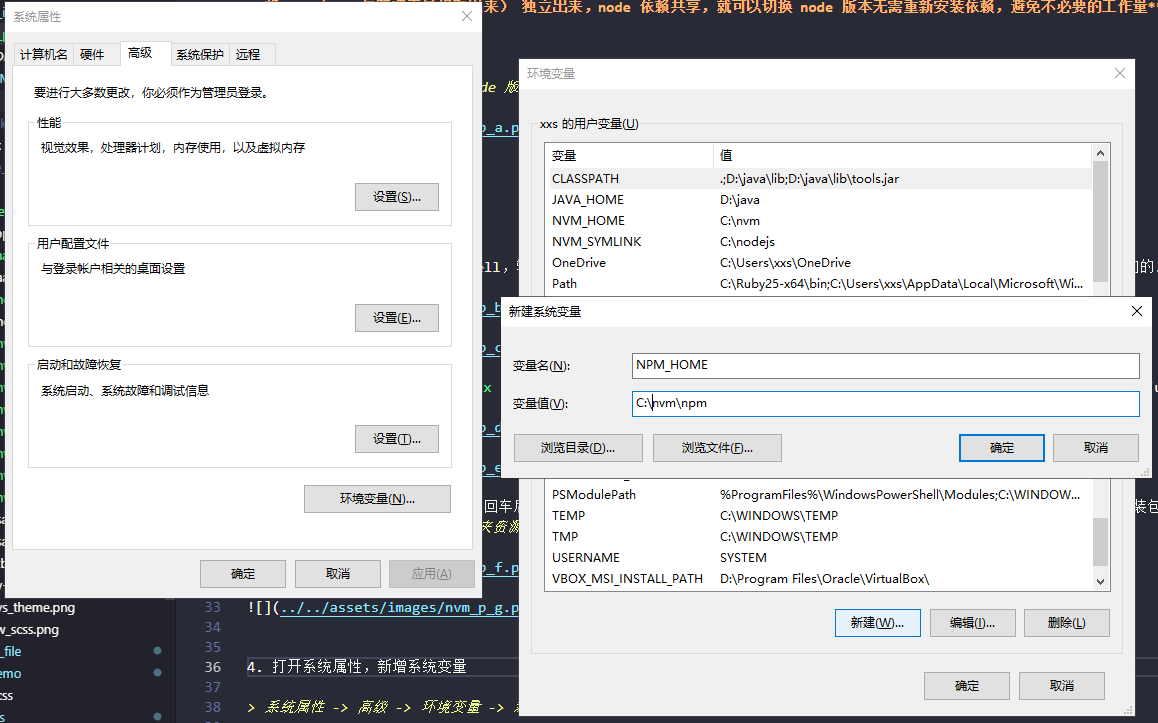 来） 独立出来，node 依赖共享，就可以切换 node 版本无需重新安装依赖，避免不必要的工作量**
系统属性
计算机名 硬件 高级 系统保护 远程
要进行大多数更改，你必须作为管理员登录。
性能
视觉效果，处理器计划，内存使用，以及虚拟内存
设置(S)...
用户配置文件
与登录帐户相关的桌面设置
设置(E)...
启动和故障恢复
系统启动、系统故障和调试信息
设置(T)...
环境变量(N)...
确定 取消 应用(A)
环境变量
xxs 的用户变量(U)
变量 值
CLASSPATH .;D:\java\lib;D:\java\lib\tools.jar
JAVA_HOME D:\java
NVM_HOME C:\nvm
NVM_SYMLINK C:\nodejs
OneDrive C:\Users\xxs\OneDrive
Path C:\Ruby25-x64\bin;C:\Users\xxs\AppData\Local\Microsoft\Wi...
新建系统变量
变量名(N): NPM_HOME
变量值(V): C:\nvm\npm
浏览目录(D)... 浏览文件(F)... 确定 取消
PSModulePath %ProgramFiles%\WindowsPowerShell\Modules;C:\WINDOW...
TEMP C:\WINDOWS\TEMP
TMP C:\WINDOWS\TEMP
USERNAME SYSTEM
VBOX_MSI_INSTALL_PATH D:\Program Files\Oracle\VirtualBox\
新建(W)... 编辑(I)... 删除(L)
确定 取消
ys_theme.png
w_scss.png
_file
emo
css
33 ![](../../assets/images/nvm_p_g.p
34
35
36 4. 打开系统属性，新增系统变量
37
38 > 系统属性 -> 高级 -> 环境变量 ->